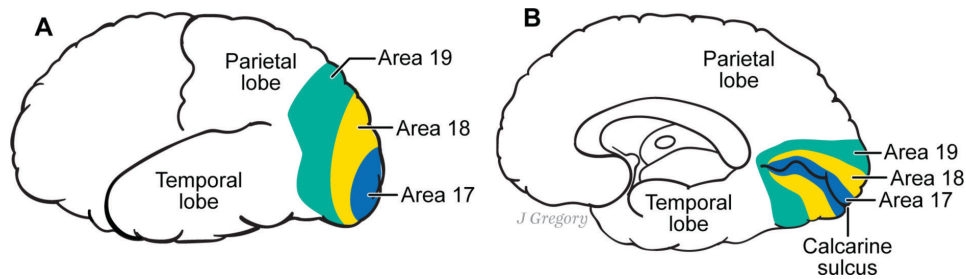 A
Parietal
lobe
Area 19
Area 18
Temporal
lobe
Area 17
B
Parietal
lobe
Area 19
Area 18
Area 17
Temporal
lobe
J Gregory
Calcarine
sulcus